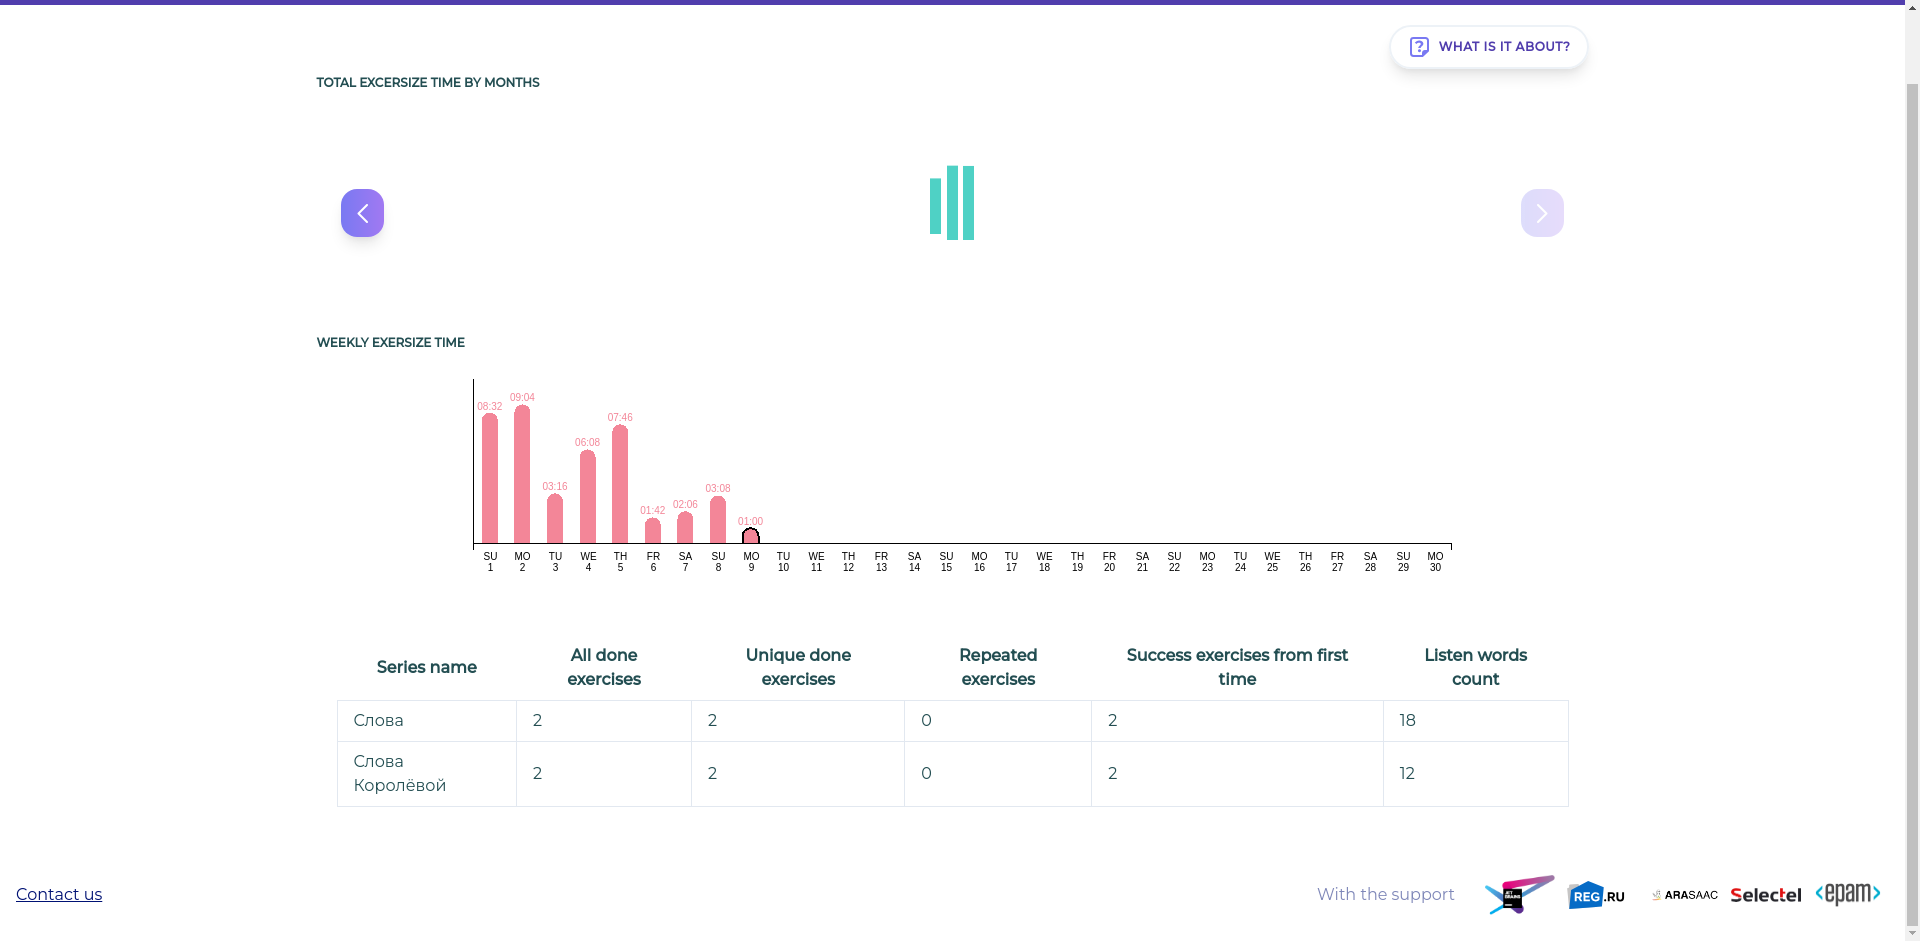 WHAT IS IT ABOUT?
TOTAL EXCERSIZE TIME BY MONTHS
WEEKLY EXERSIZE TIME
08:32 09:04 03:16 06:08 07:46 01:42 02:06 03:08 01:00
SU MO TU WE TH FR SA SU MO TU WE TH FR SA SU MO TU WE TH FR SA SU MO TU WE TH FR SA SU MO
1 2 3 4 5 6 7 8 9 10 11 12 13 14 15 16 17 18 19 20 21 22 23 24 25 26 27 28 29 30
Series name All done exercises Unique done exercises Repeated exercises Success exercises from first time Listen words count
Слова 2 2 0 2 18
Слова Королёвой 2 2 0 2 12
Contact us
With the support
REG.RU
ARASAAC
Selectel
<epam>